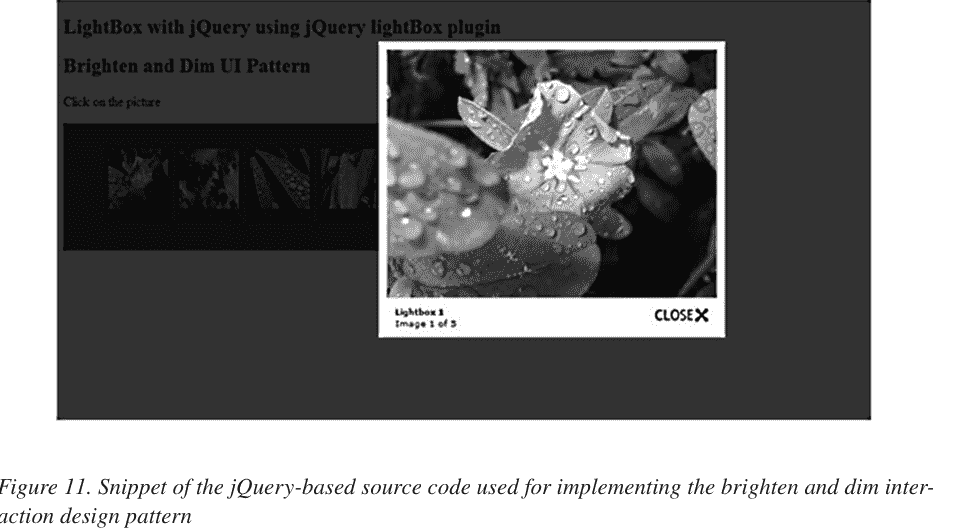 LightBox with jQuery using jQuery lightBox plugin
Brighten and Dim UI Pattern
Click on the picture
Lightbox 1
Image 1 of 5
CLOSEX
Figure 11. Snippet of the jQuery-based source code used for implementing the brighten and dim inter-
action design pattern